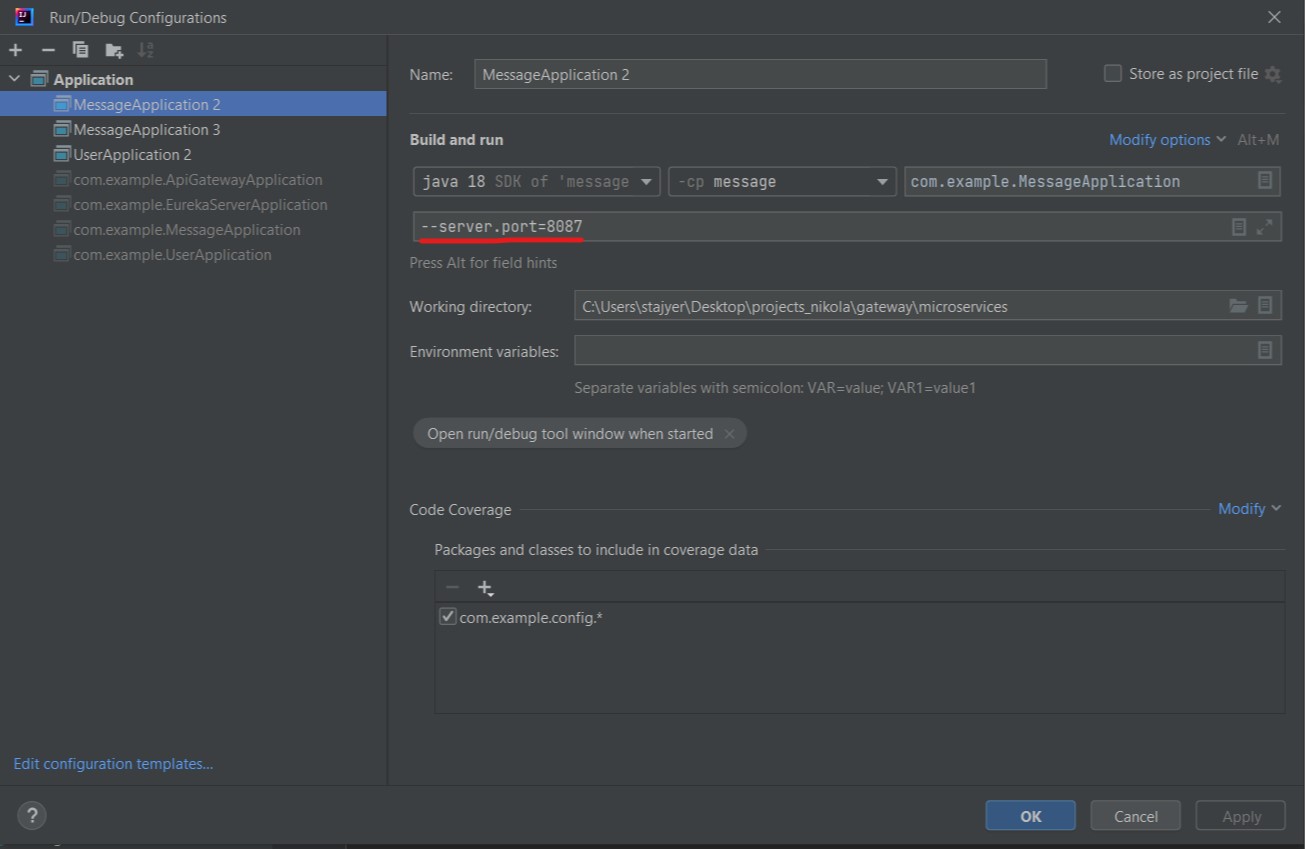 Run/Debug Configurations
Application
MessageApplication 2
MessageApplication 3
UserApplication 2
com.example.ApiGatewayApplication
com.example.EurekaServerApplication
com.example.MessageApplication
com.example.UserApplication
Edit configuration templates...
Name: MessageApplication 2 Store as project file
Build and run Modify options Alt+M
java 18 SDK of 'message -cp message com.example.MessageApplication
--server.port=8087
Press Alt for field hints
Working directory: C:\Users\stajyer\Desktop\projects_nikola\gateway\microservices
Environment variables:
Separate variables with semicolon: VAR=value; VAR1=value1
Open run/debug tool window when started
Code Coverage Modify
Packages and classes to include in coverage data
com.example.config.*
? OK Cancel Apply